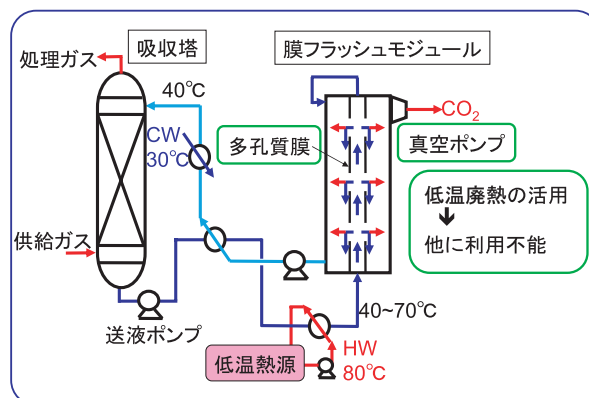 吸収塔
膜フラッシュモジュール
処理ガス
40℃
CO₂
CW
30℃
多孔質膜
真空ポンプ
低温廃熱の活用
他に利用不能
供給ガス
送液ポンプ
40~70℃
低温熱源
HW
80℃